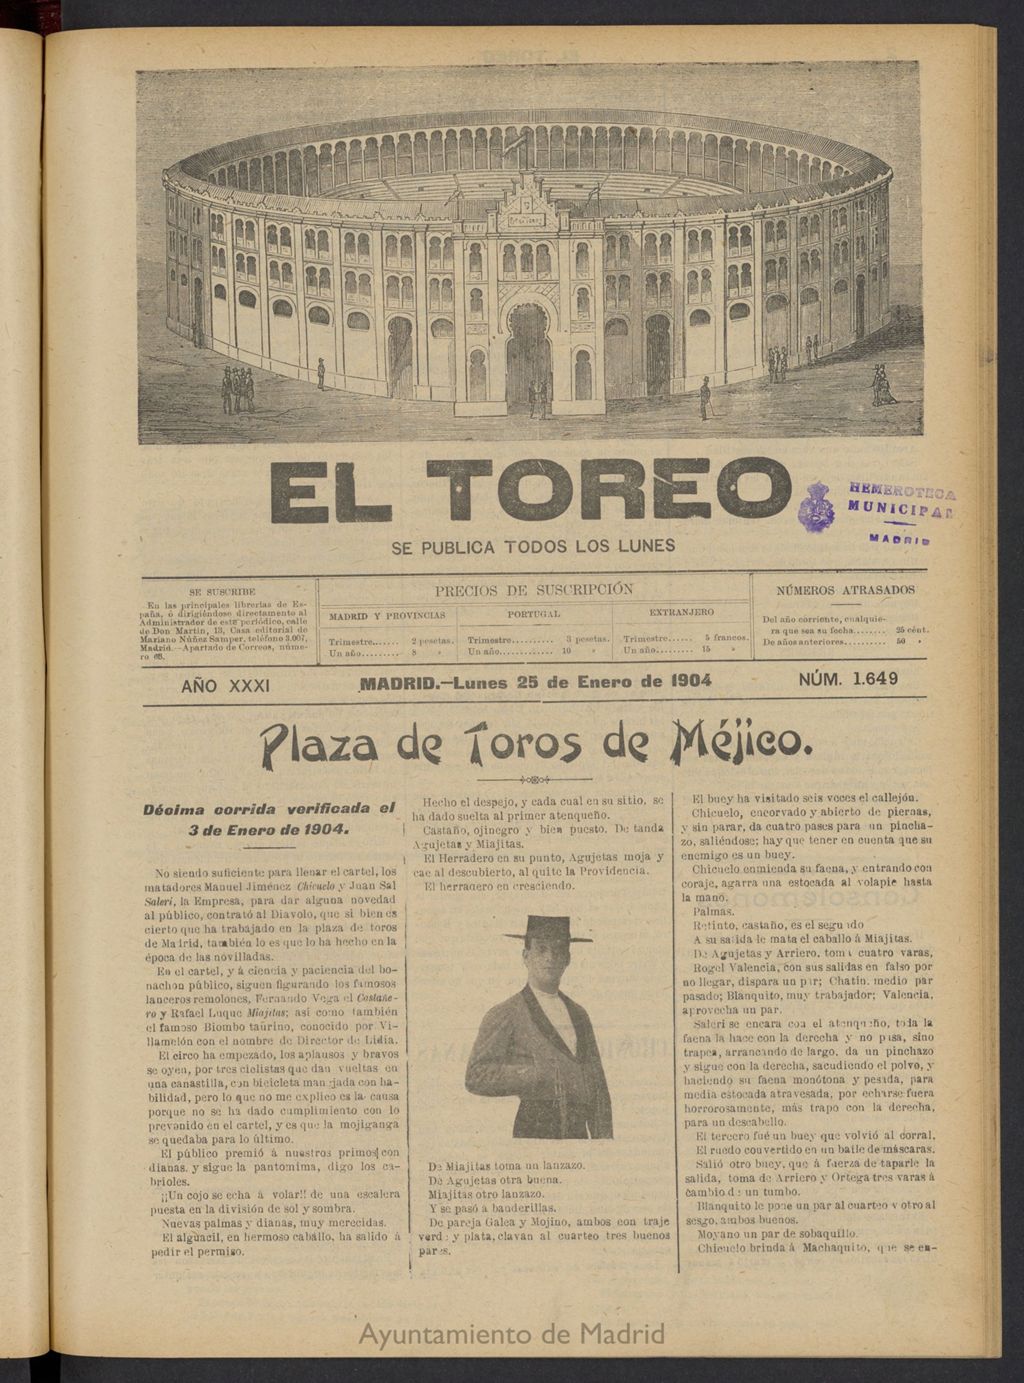 EL TOREO
HEMEROTECA
MUNICIPAL
MADRID
SE PUBLICA TODOS LOS LUNES
SE SUSCRIBE
En las principales librerías de Es-
paña, ó dirigiéndose directamente al
Administrador de este periódico, calle
de Don Martín, 13, Casa editorial de
Mariano Núñez Samper, teléfono 3.007,
Madrid.—Apartado de Correos, núme-
ro 63.
PRECIOS DE SUSCRIPCIÓN
MADRID Y PROVINCIAS
Trimestre...... 2 pesetas.
Un año......... 8 »
PORTUGAL
Trimestre.......... 3 pesetas.
Un año............. 10 »
EXTRANJERO
Trimestre...... 5 francos.
Un año......... 15 »
NÚMEROS ATRASADOS
Del año corriente, cualquie-
ra que sea su fecha........ 25 cént.
De años anteriores.......... 50 »
AÑO XXXI
MADRID.—Lunes 25 de Enero de 1904
NÚM. 1.649
Plaza de Toros de Méjico.
Décima corrida verificada el
3 de Enero de 1904.
No siendo suficiente para llenar el cartel, los
matadores Manuel Jiménez Chicuelo y Juan Sal
Saleri, la Empresa, para dar alguna novedad
al público, contrató al Diavolo, que si bien es
cierto que ha trabajado en la plaza de toros
de Madrid, también lo es que lo ha hecho en la
época de las novilladas.
En el cartel, y á ciencia y paciencia del bo-
nachón público, siguen figurando los famosos
lanceros remolones, Fernando Vega el Costañe-
ro y Rafael Luque Miajitas; así como también
el famoso Biombo taurino, conocido por Vi-
llamelón con el nombre de Director de Lidia.
El circo ha empezado, los aplausos y bravos
se oyen, por tres ciclistas que dan vueltas en
una canastilla, con bicicleta manejada con ha-
bilidad, pero lo que no me explico es la causa
porque no se ha dado cumplimiento con lo
prevenido en el cartel, y es que la mojiganga
se quedaba para lo último.
El público premió á nuestros primos con
dianas, y sigue la pantomima, digo los ca-
brioles.
¡¡Un cojo se echa á volar!! de una escalera
puesta en la división de sol y sombra.
Nuevas palmas y dianas, muy merecidas.
El alguacil, en hermoso caballo, ha salido á
pedir el permiso.
Hecho el despejo, y cada cual en su sitio, se
ha dado suelta al primer atenqueño.
Castaño, ojinegro y bien puesto. De tanda
Agujetas y Miajitas.
El Herradero en su punto, Agujetas moja y
cae al descubierto, al quite la Providencia.
El herradero en cresciendo.
De Miajitas toma un lanzazo.
De Agujetas otra buena.
Miajitas otro lanzazo.
Y se pasó á banderillas.
De pareja Galea y Mojino, ambos con traje
verde y plata, clavan al cuarteo tres buenos
pares.
El buey ha visitado seis veces el callejón.
Chicuelo, encorvado y abierto de piernas,
y sin parar, da cuatro pases para un pincha-
zo, saliéndose; hay que tener en cuenta que su
enemigo es un buey.
Chicuelo enmienda su faena, y entrando con
coraje, agarra una estocada al volapié hasta
la mano.
Palmas.
Retinto, castaño, es el segundo
A su salida le mata el caballo á Miajitas.
De Agujetas y Arriero, toma cuatro varas,
Rogel Valencia, con sus salidas en falso por
no llegar, dispara un par; Chatín, medio par
pasado; Blanquito, muy trabajador; Valencia,
aprovecha un par.
Saleri se encara con el atenqueño, toda la
faena la hace con la derecha y no pasa, sino
trapea, arrancando de largo, da un pinchazo
y sigue con la derecha, sacudiendo el polvo, y
haciendo su faena monótona y pesada, para
media estocada atravesada, por echarse fuera
horrorosamente, más trapo con la derecha,
para un descabello.
El tercero fué un buey que volvió al corral,
El ruedo convertido en un baile de máscaras.
Salió otro buey, que á fuerza de taparle la
salida, toma de Arriero y Ortega tres varas á
cambio de un tumbo.
Blanquito le pone un par al cuarteo y otro al
sesgo, ambos buenos.
Moyano un par de sobaquillo.
Chicuelo brinda á Machaquito, que se en-
Ayuntamiento de Madrid